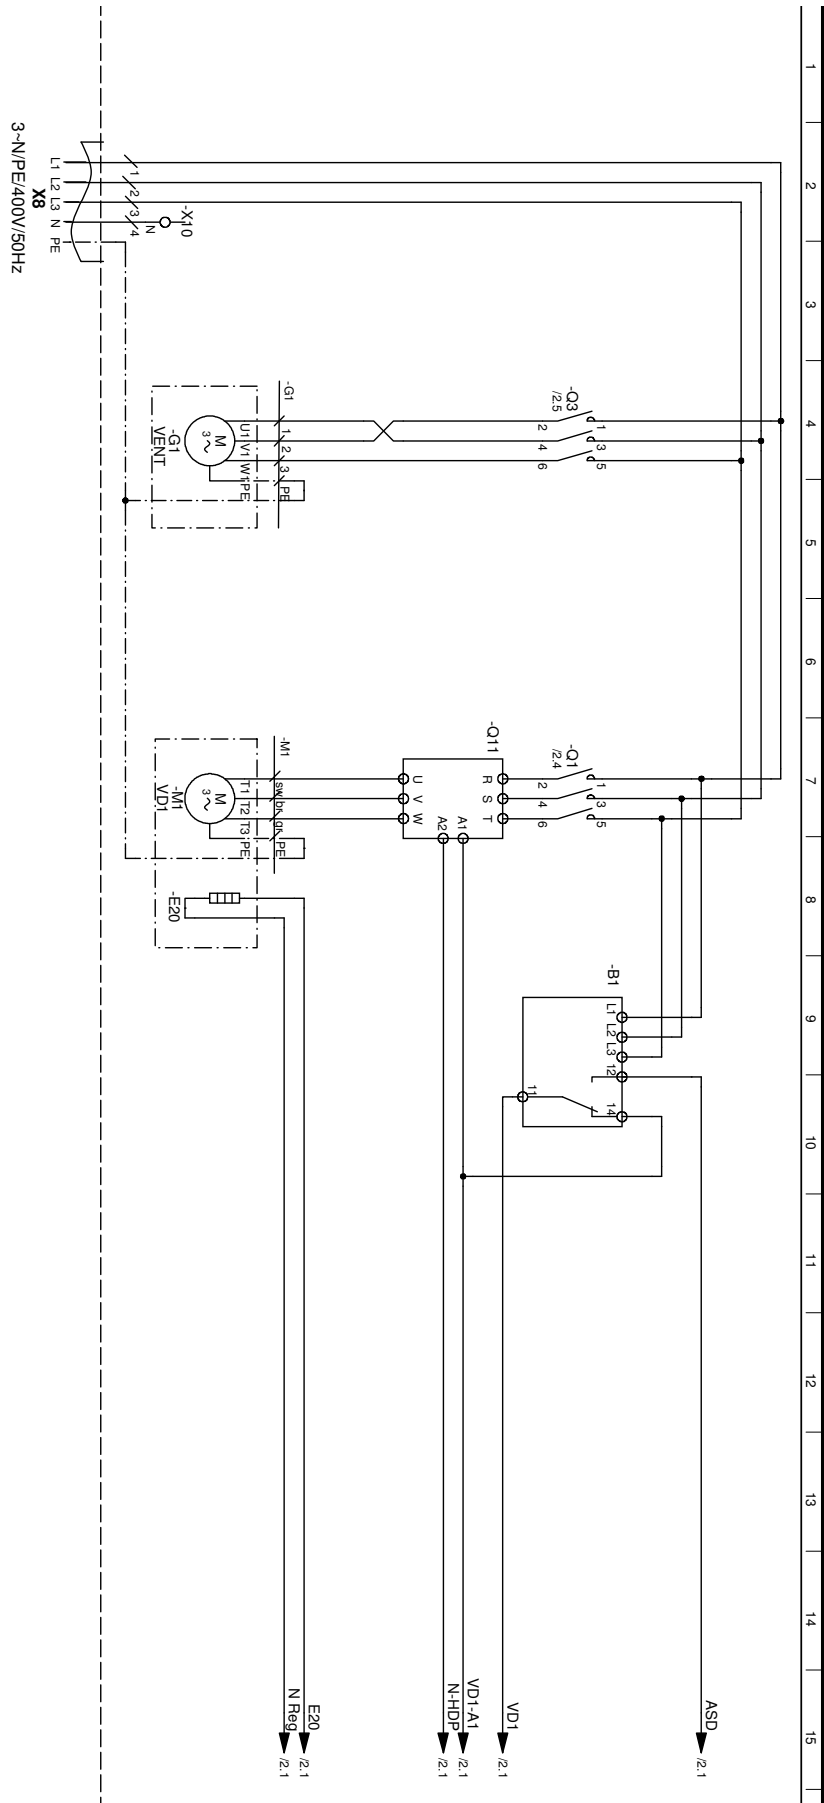 1
2
3
4
5
6
7
8
9
10
11
12
13
14
15
3~N/PE/400V/50Hz
X8
L1
L2
L3
N
PE
1
2
3
4
N
-X10
-Q3
/2.5
1
3
5
2
4
6
-G1
1
2
3
PE
U1
V1
W1
PE
M
3~
-G1
VENT
-Q1
/2.4
1
3
5
2
4
6
-Q11
R
S
T
U
V
W
A1
A2
-M1
sw
br
gr
PE
T1
T2
T3
PE
M
3~
-M1
VD1
-E20
-B1
L1
L2
L3
12
14
11
ASD
/2.1
VD1
/2.1
VD1-A1
/2.1
N-HDP
/2.1
E20
/2.1
N Reg
/2.1